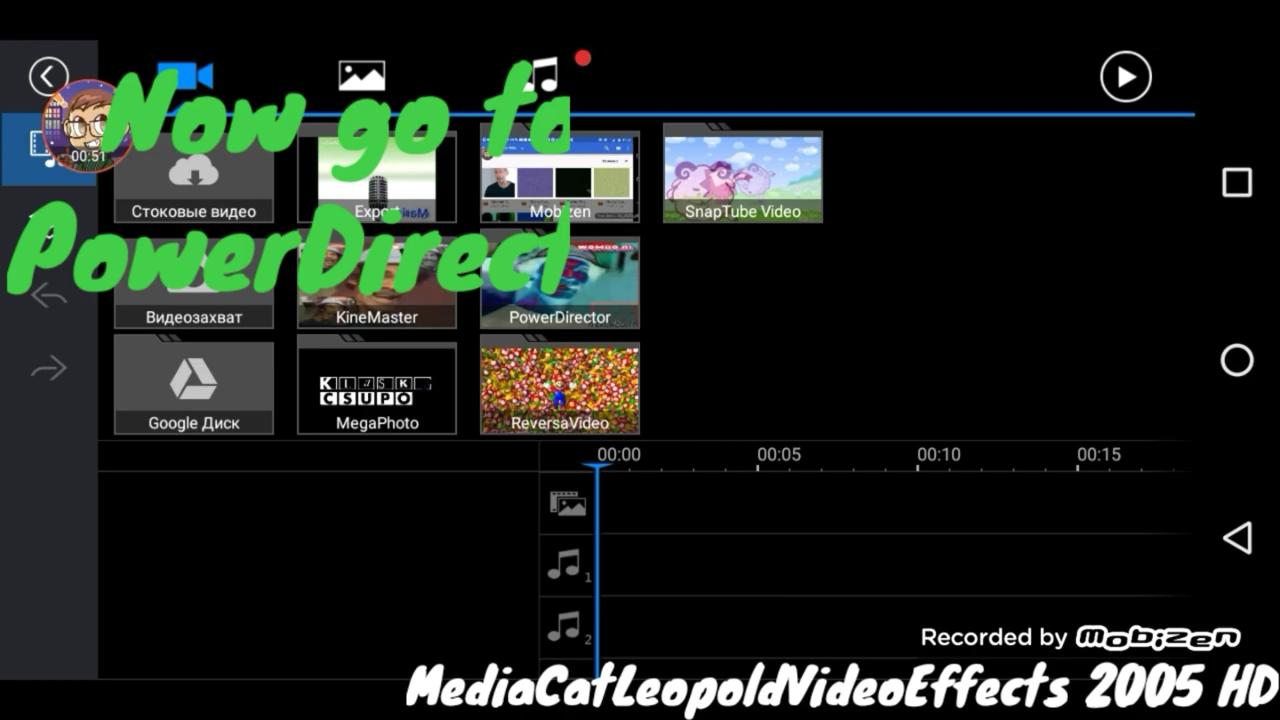 Now go to
PowerDirect
00:51
Стоковые видео
Export
Mobizen
SnapTube Video
Видеозахват
KineMaster
PowerDirector
Google Диск
MegaPhoto
ReversaVideo
CSUPO
00:00
00:05
00:10
00:15
1
2
Recorded by mobizen
MediaCatLeopoldVideoEffects 2005 HD